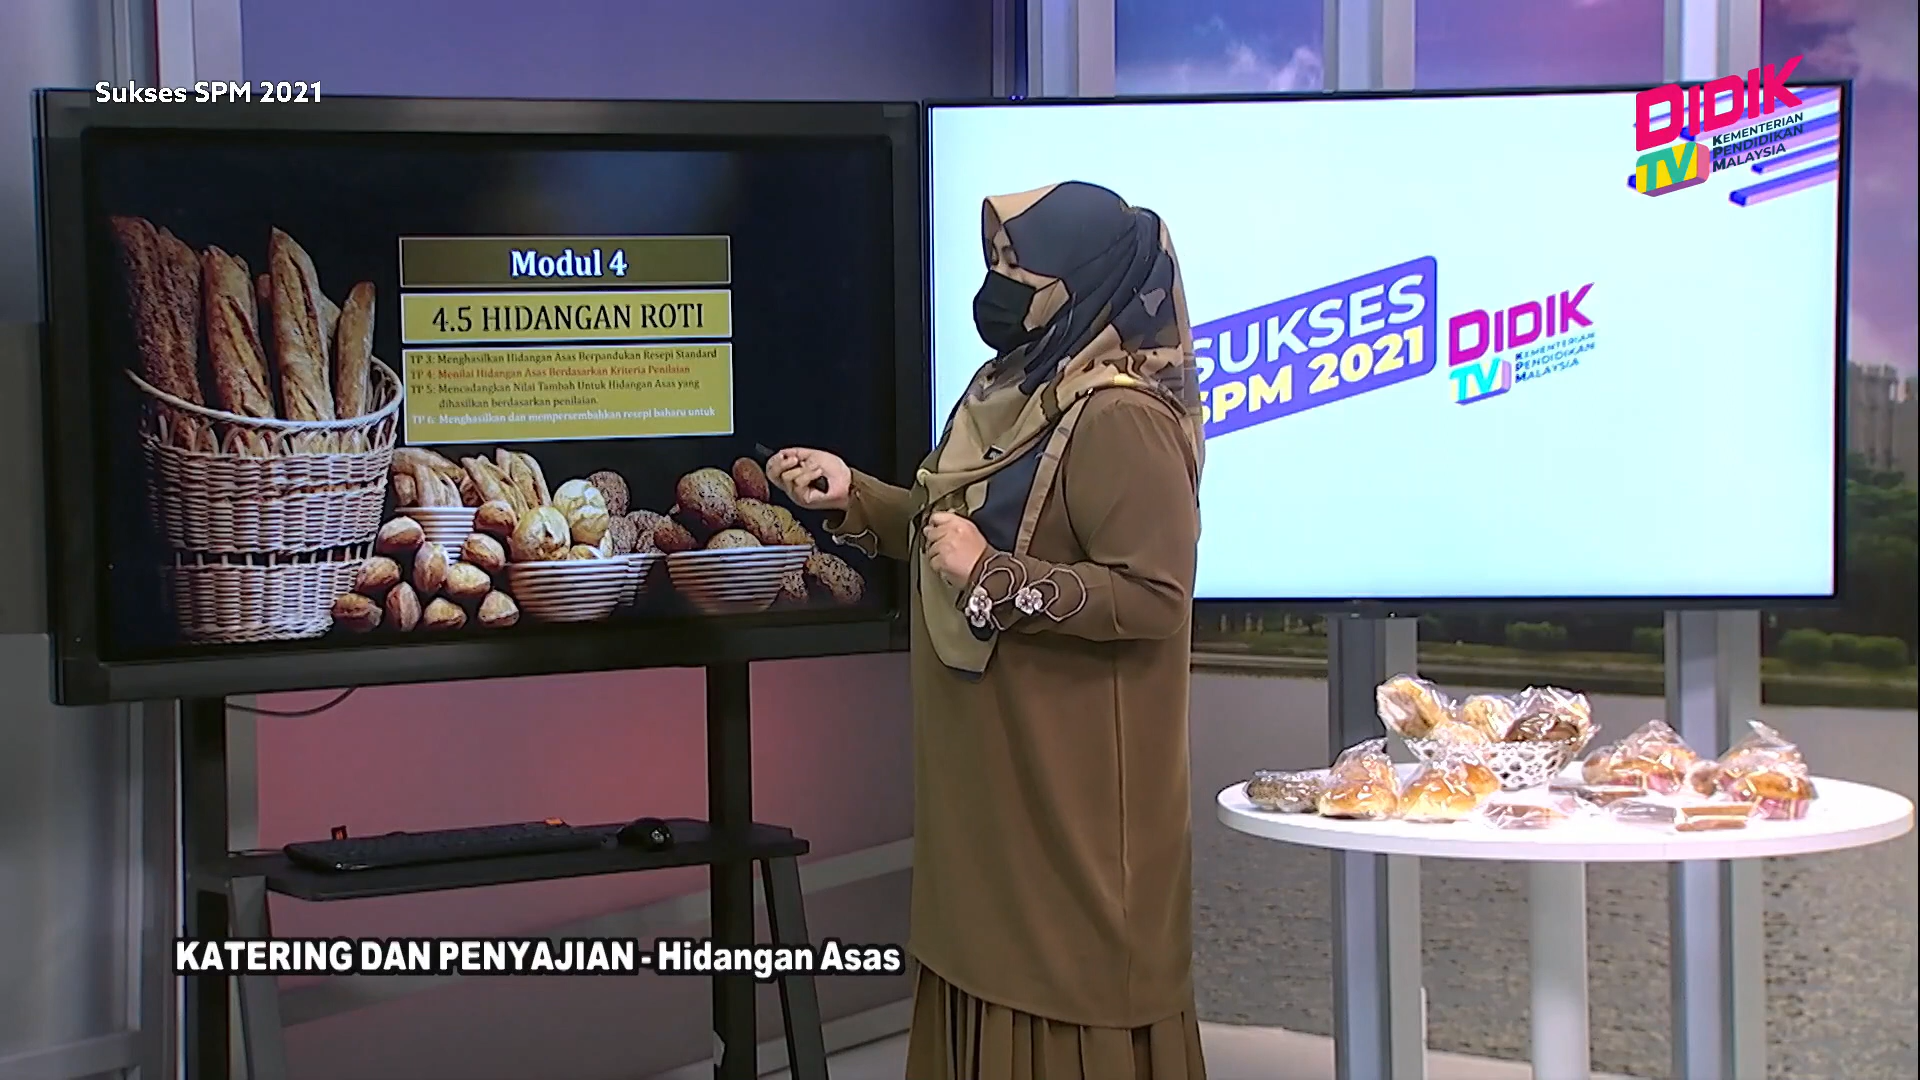 Sukses SPM 2021
Modul 4
4.5 HIDANGAN ROTI
TP 3: Menghasilkan Hidangan Asas Berpandukan Resepi Standard
TP 4: Menilai Hidangan Asas Berdasarkan Kriteria Penilaian
TP 5: Mencadangkan Nilai Tambah Untuk Hidangan Asas yang
dihasilkan berdasarkan penilaian.
TP 6: Menghasilkan dan mempersembahkan resepi baharu untuk
SUKSES
SPM 2021
DIDIK
TV
KEMENTERIAN
PENDIDIKAN
MALAYSIA
DIDIK
TV
KEMENTERIAN
PENDIDIKAN
MALAYSIA
KATERING DAN PENYAJIAN - Hidangan Asas